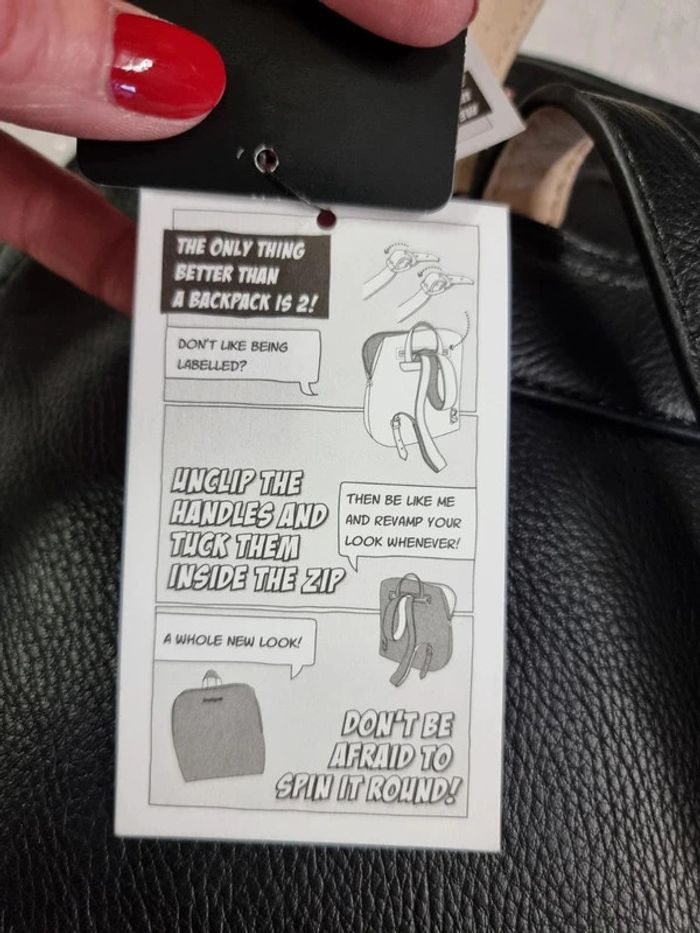 THE ONLY THING
BETTER THAN
A BACKPACK IS 2!
DON'T LIKE BEING
LABELLED?
UNCLIP THE
HANDLES AND
TUCK THEM
INSIDE THE ZIP
THEN BE LIKE ME
AND REVAMP YOUR
LOOK WHENEVER!
A WHOLE NEW LOOK!
DON'T BE
AFRAID TO
SPIN IT ROUND!